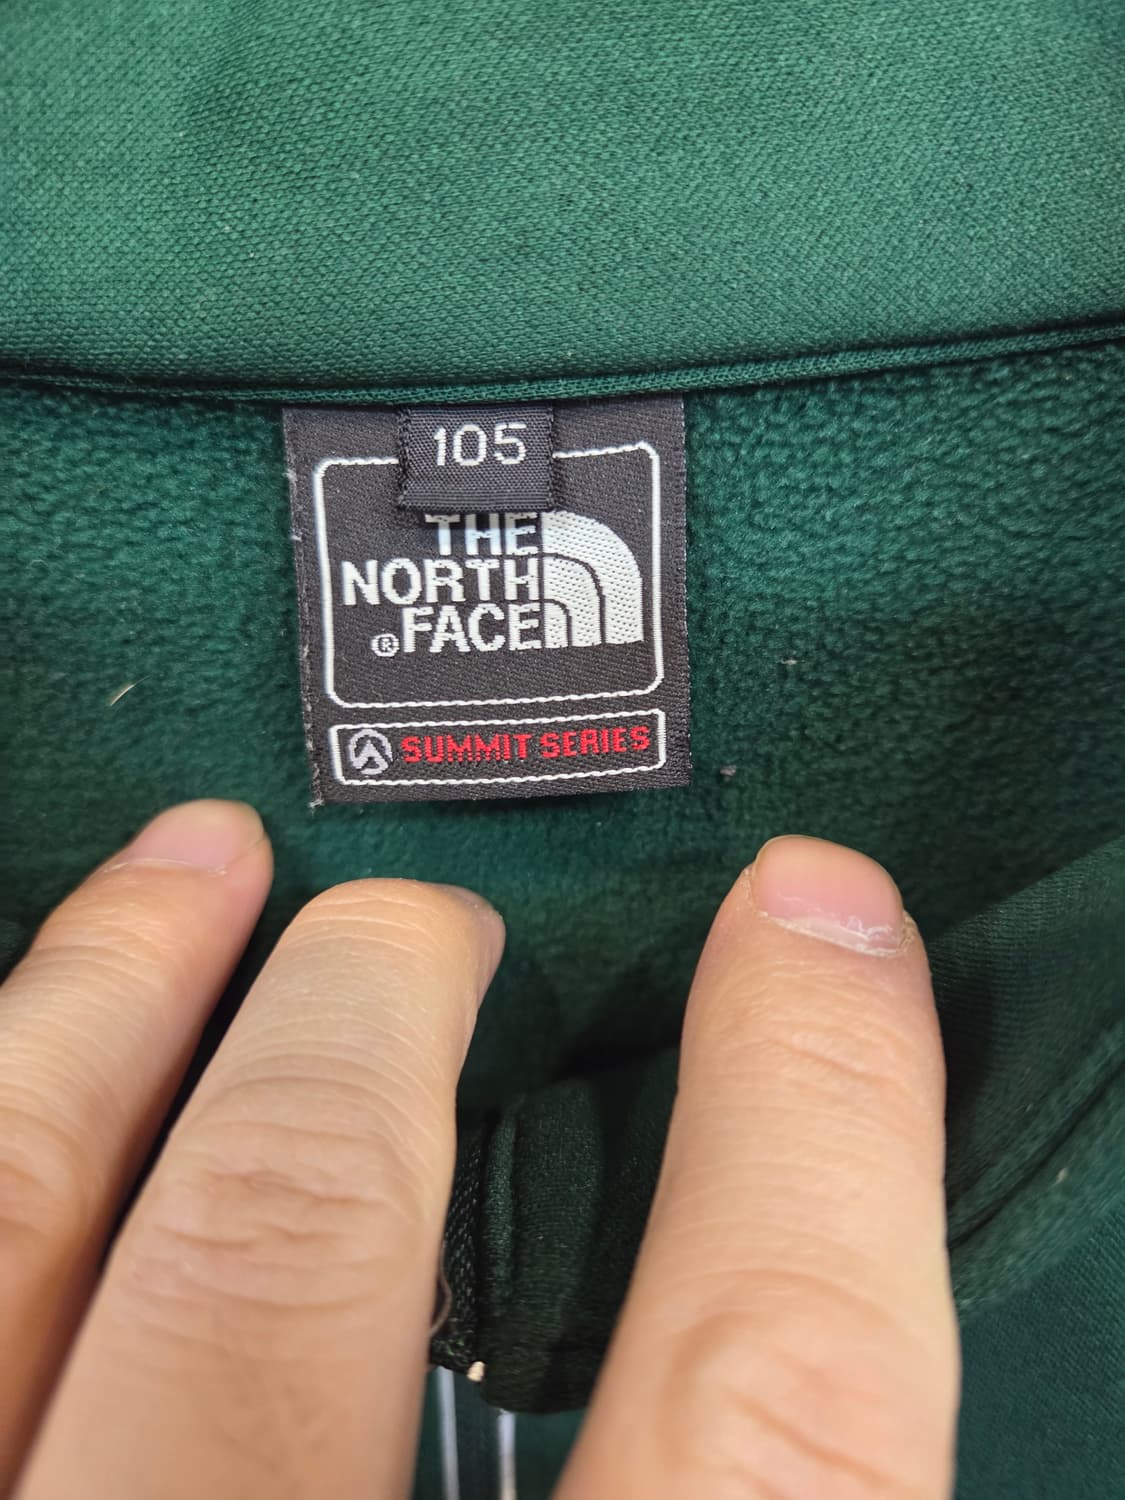 105
THE
NORTH
®FACE
SUMMIT SERIES